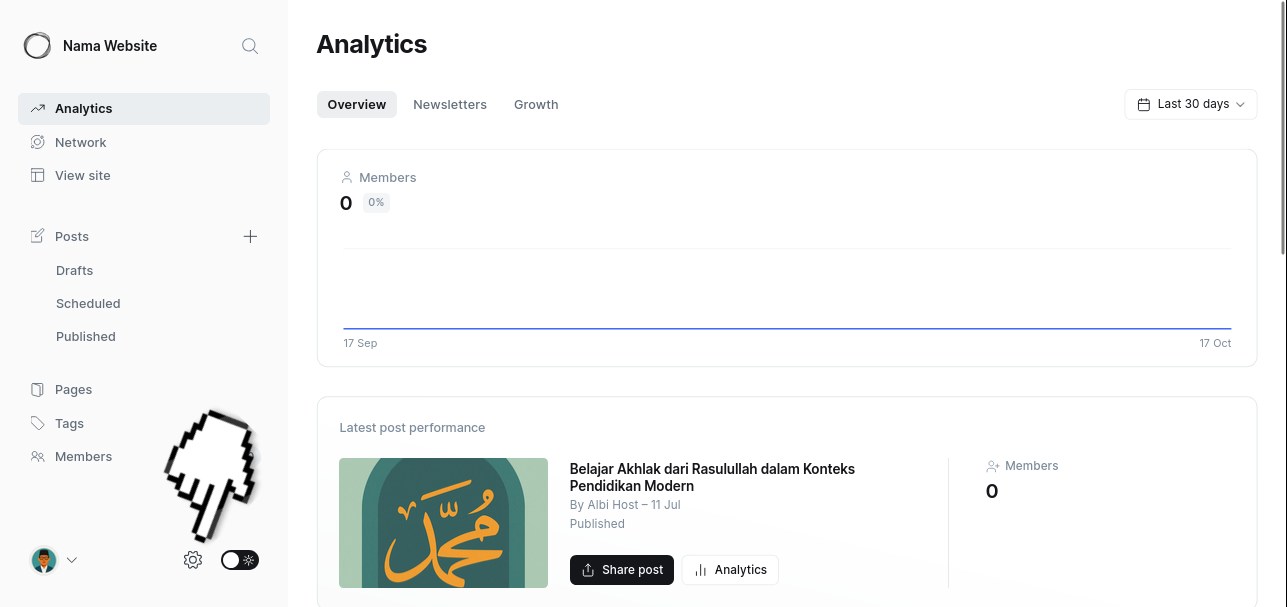 Nama Website
Analytics
Network
View site
Posts
Drafts
Scheduled
Published
Pages
Tags
Members
Analytics
Overview
Newsletters
Growth
Last 30 days
Members
0
0%
17 Sep
17 Oct
Latest post performance
محمد
Belajar Akhlak dari Rasulullah dalam Konteks
Pendidikan Modern
By Albi Host – 11 Jul
Published
Share post
Analytics
Members
0